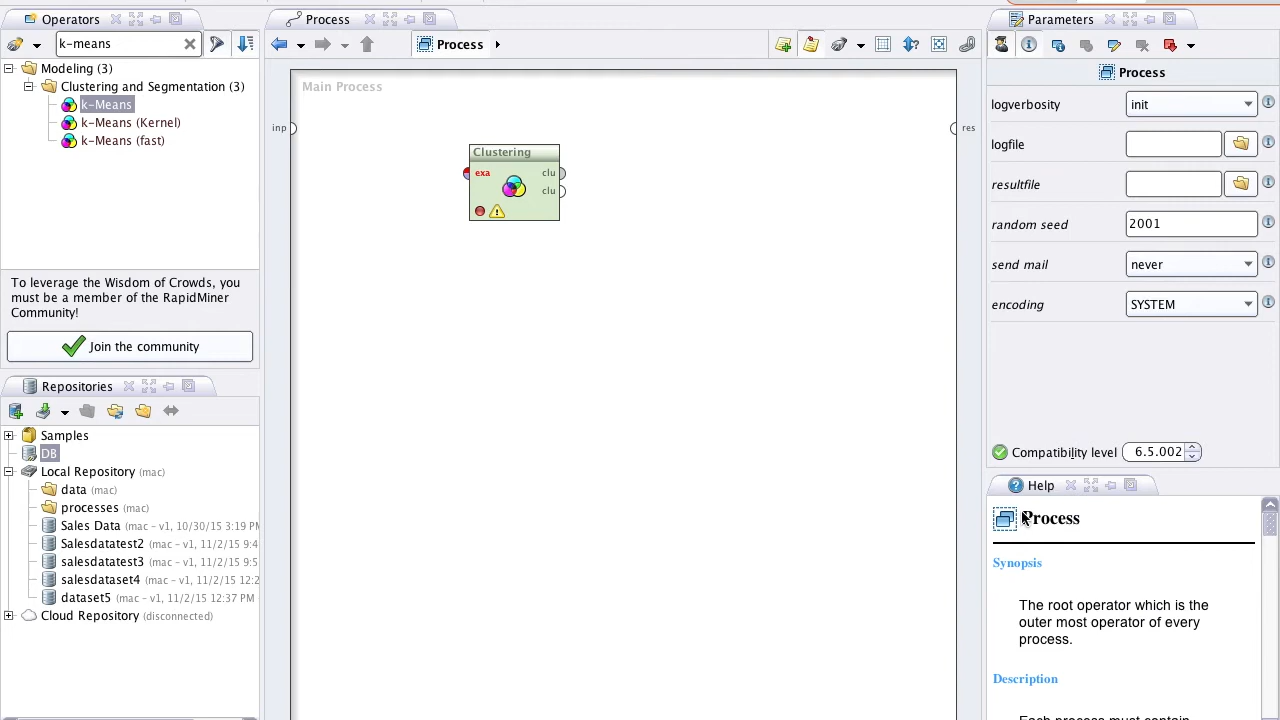 Operators
k-means
Modeling (3)
Clustering and Segmentation (3)
k-Means
k-Means (Kernel)
k-Means (fast)
To leverage the Wisdom of Crowds, you
must be a member of the RapidMiner
Community!
Join the community
Repositories
Samples
DB
Local Repository (mac)
data (mac)
processes (mac)
Sales Data (mac – v1, 10/30/15 3:19 PM
Salesdatatest2 (mac – v1, 11/2/15 9:4
salesdatatest3 (mac – v1, 11/2/15 9:5
salesdataset4 (mac – v1, 11/2/15 12:2
dataset5 (mac – v1, 11/2/15 12:37 PM
Cloud Repository (disconnected)
Process
Process
Main Process
inp
res
Clustering
exa
clu
clu
Parameters
Process
logverbosity
init
logfile
resultfile
random seed
2001
send mail
never
encoding
SYSTEM
Compatibility level
6.5.002
Help
Process
Synopsis
The root operator which is the
outer most operator of every
process.
Description
Each process must contain